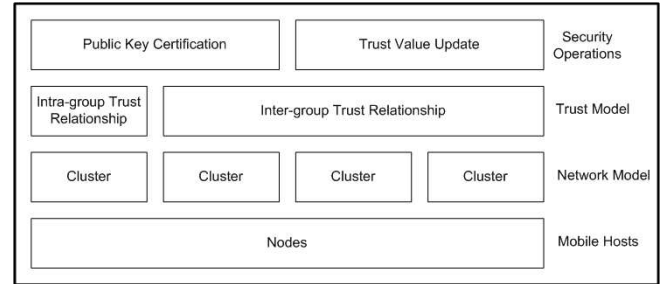 Public Key Certification
Trust Value Update
Security
Operations
Intra-group Trust
Relationship
Inter-group Trust Relationship
Trust Model
Cluster
Cluster
Cluster
Cluster
Network Model
Nodes
Mobile Hosts